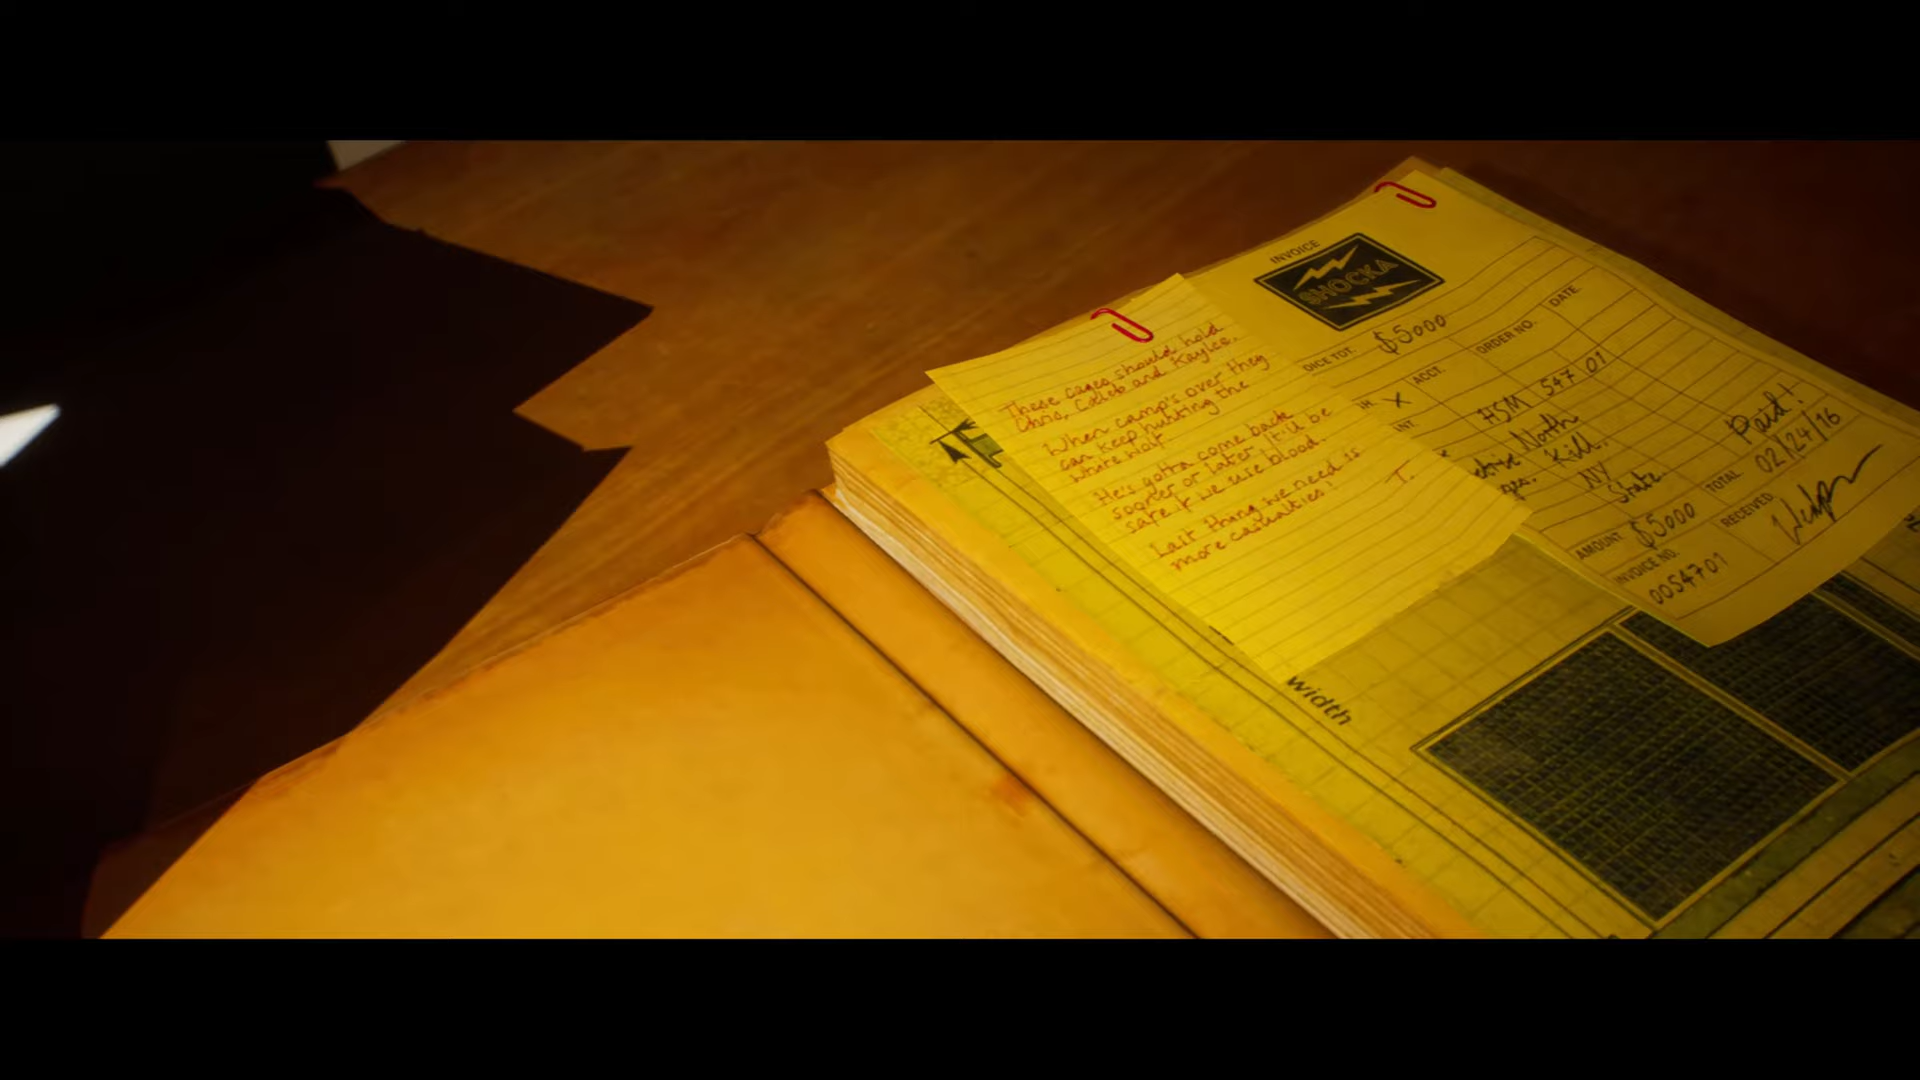 These cages should hold
Chris, Caleb and Kaylee.
When camp's over they
can keep hunting the
white wolf.
He's gotta come back
sooner or later. It'll be
safe if we use blood.
Last thing we need is
more casualties!
T.
INVOICE
SHOCKA
$5000
ACCT.
ORDER NO.
DATE
X
HSM 547 01
North
Kill.
NY
State
Paid!
TOTAL
02/24/16
AMOUNT
$5000
RECEIVED
INVOICE NO.
0054701
width